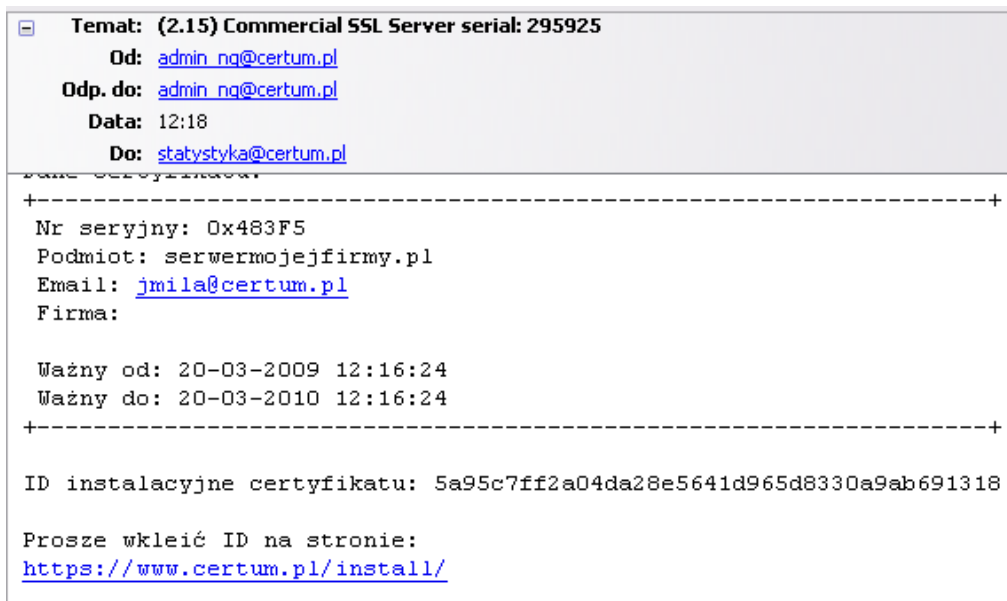 Temat: (2.15) Commercial SSL Server serial: 295925
Od: admin_ng@certum.pl
Odp. do: admin_ng@certum.pl
Data: 12:18
Do: statystyka@certum.pl
+-------------------------------------------------------------------+
Nr seryjny: 0x483F5
Podmiot: serwermojejfirmy.pl
Email: jmila@certum.pl
Firma:
Ważny od: 20-03-2009 12:16:24
Ważny do: 20-03-2010 12:16:24
+-------------------------------------------------------------------+
ID instalacyjne certyfikatu: 5a95c7ff2a04da28e5641d965d8330a9ab691318
Prosze wkleić ID na stronie:
https://www.certum.pl/install/